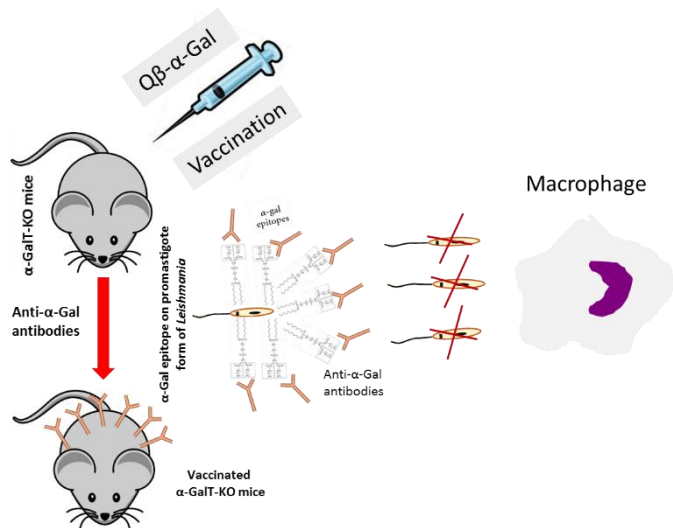 Qβ-α-Gal
Vaccination
α-GalT-KO mice
Anti-α-Gal
antibodies
Vaccinated
α-GalT-KO mice
α-Gal epitope on promastigote
form of Leishmania
α-gal
epitopes
Anti-α-Gal
antibodies
Macrophage